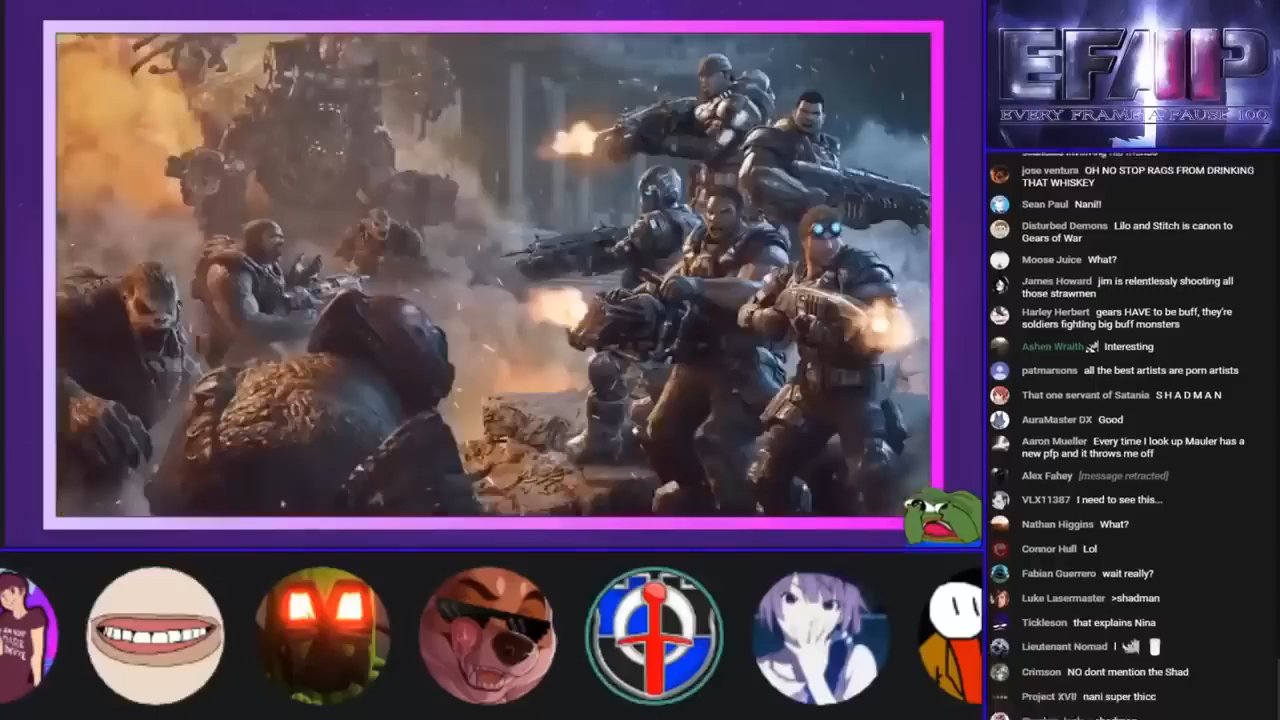 EFAP
EVERY FRAME A PAUSE 100
jose ventura OH NO STOP RAGS FROM DRINKING
THAT WHISKEY
Sean Paul Nani!!
Disturbed Demons Lilo and Stitch is canon to
Gears of War
Moose Juice What?
James Howard jim is relentlessly shooting all
those strawmen
Harley Herbert gears HAVE to be buff, they're
soldiers fighting big buff monsters
Ashen Wraith Interesting
patmarsons all the best artists are porn artists
That one servant of Satania S H A D M A N
AuraMaster DX Good
Aaron Mueller Every time I look up Mauler has a
new pfp and it throws me off
Alex Fahey [message retracted]
VLX11387 I need to see this...
Nathan Higgins What?
Connor Hull Lol
Fabian Guerrero wait really?
Luke Lasermaster >shadman
Tickleson that explains Nina
Lieutenant Nomad I
Crimson NO dont mention the Shad
Project XVII nani super thicc